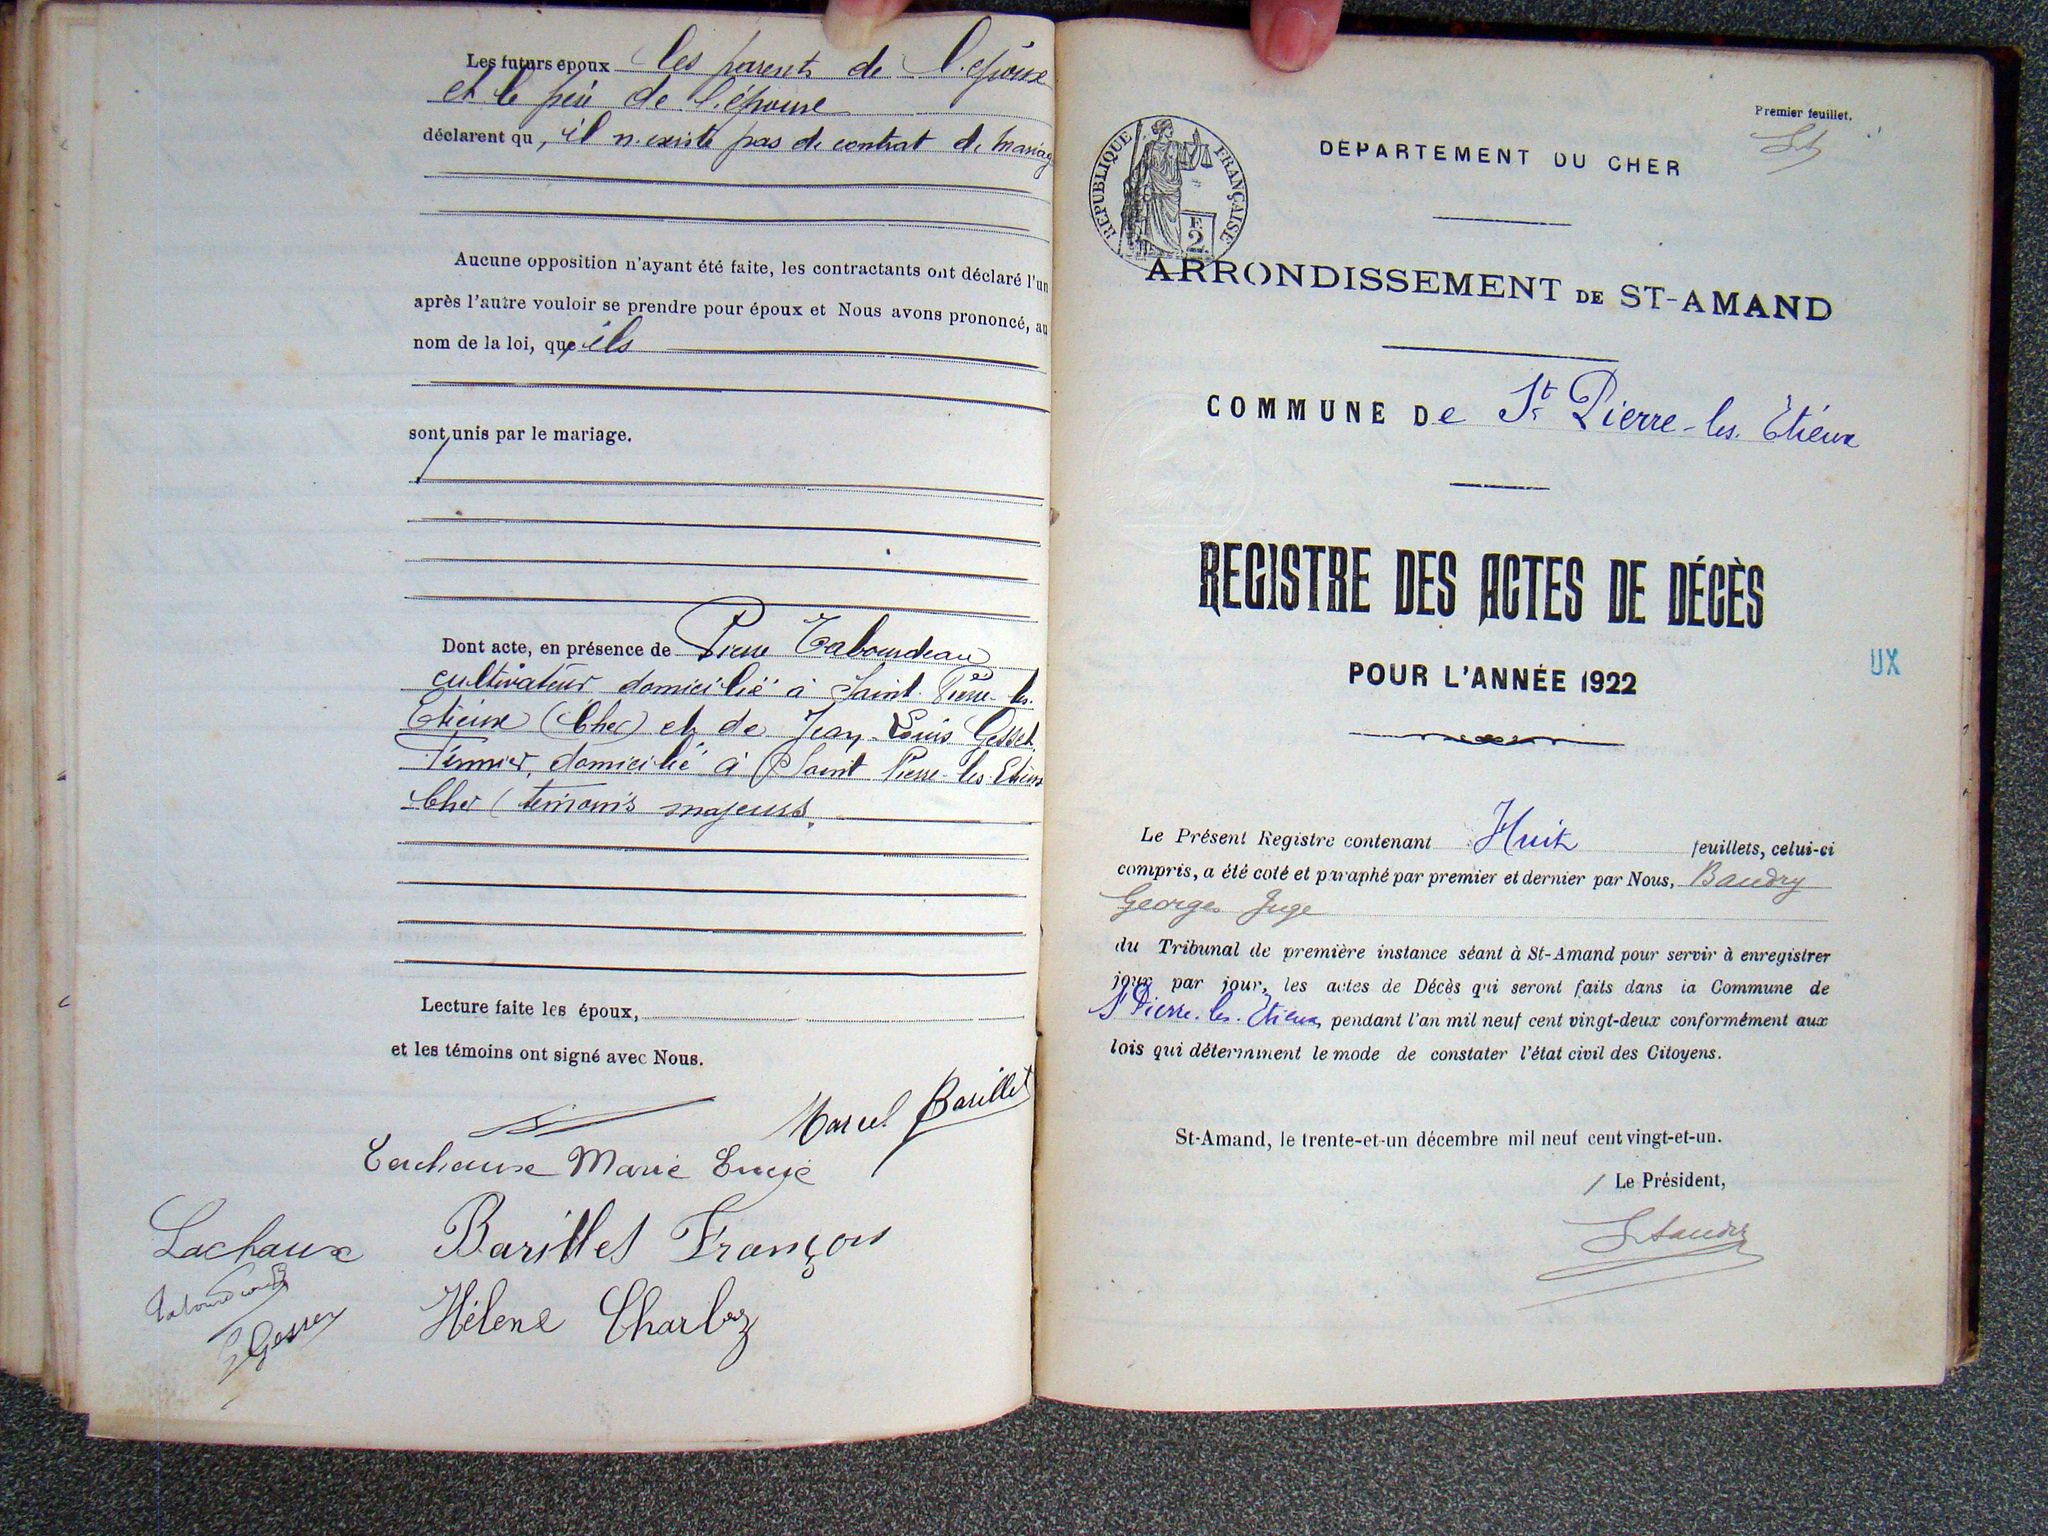 Les futurs époux les parents de l'époux
et le père de l'épouse
déclarent qu'il n'existe pas de contrat de mariage
Aucune opposition n'ayant été faite, les contractants ont déclaré l'un
après l'autre vouloir se prendre pour époux et Nous avons prononcé, au
nom de la loi, que ils
sont unis par le mariage.
Dont acte, en présence de Pierre Tabourdeau
cultivateur domicilié à Saint-Pierre-les-
Etieux (Cher) et de Jean Louis Gesset,
Fermier, domicilié à Saint Pierre-les-Etieux
Cher ( témoins majeurs.
Lecture faite les époux,
et les témoins ont signé avec Nous.
Marcel Barillet
Lachaux Marie
Lachaux Barillet François
Hélène
Premier feuillet.
RÉPUBLIQUE FRANÇAISE
F.
2
DÉPARTEMENT DU CHER
ARRONDISSEMENT DE ST-AMAND
COMMUNE De St Pierre-les-Etieux
REGISTRE DES ACTES DE DÉCÈS
POUR L'ANNÉE 1922
UX
Le Présent Registre contenant Huit feuillets, celui-ci
compris, a été coté et paraphé par premier et dernier par Nous, Baudry
Georges Juge
du Tribunal de première instance séant à St-Amand pour servir à enregistrer
jour par jour, les actes de Décès qui seront faits dans la Commune de
St Pierre-les-Etieux, pendant l'an mil neuf cent vingt-deux conformément aux
lois qui déterminent le mode de constater l'état civil des Citoyens.
St-Amand, le trente-et-un décembre mil neuf cent vingt-et-un.
/ Le Président,